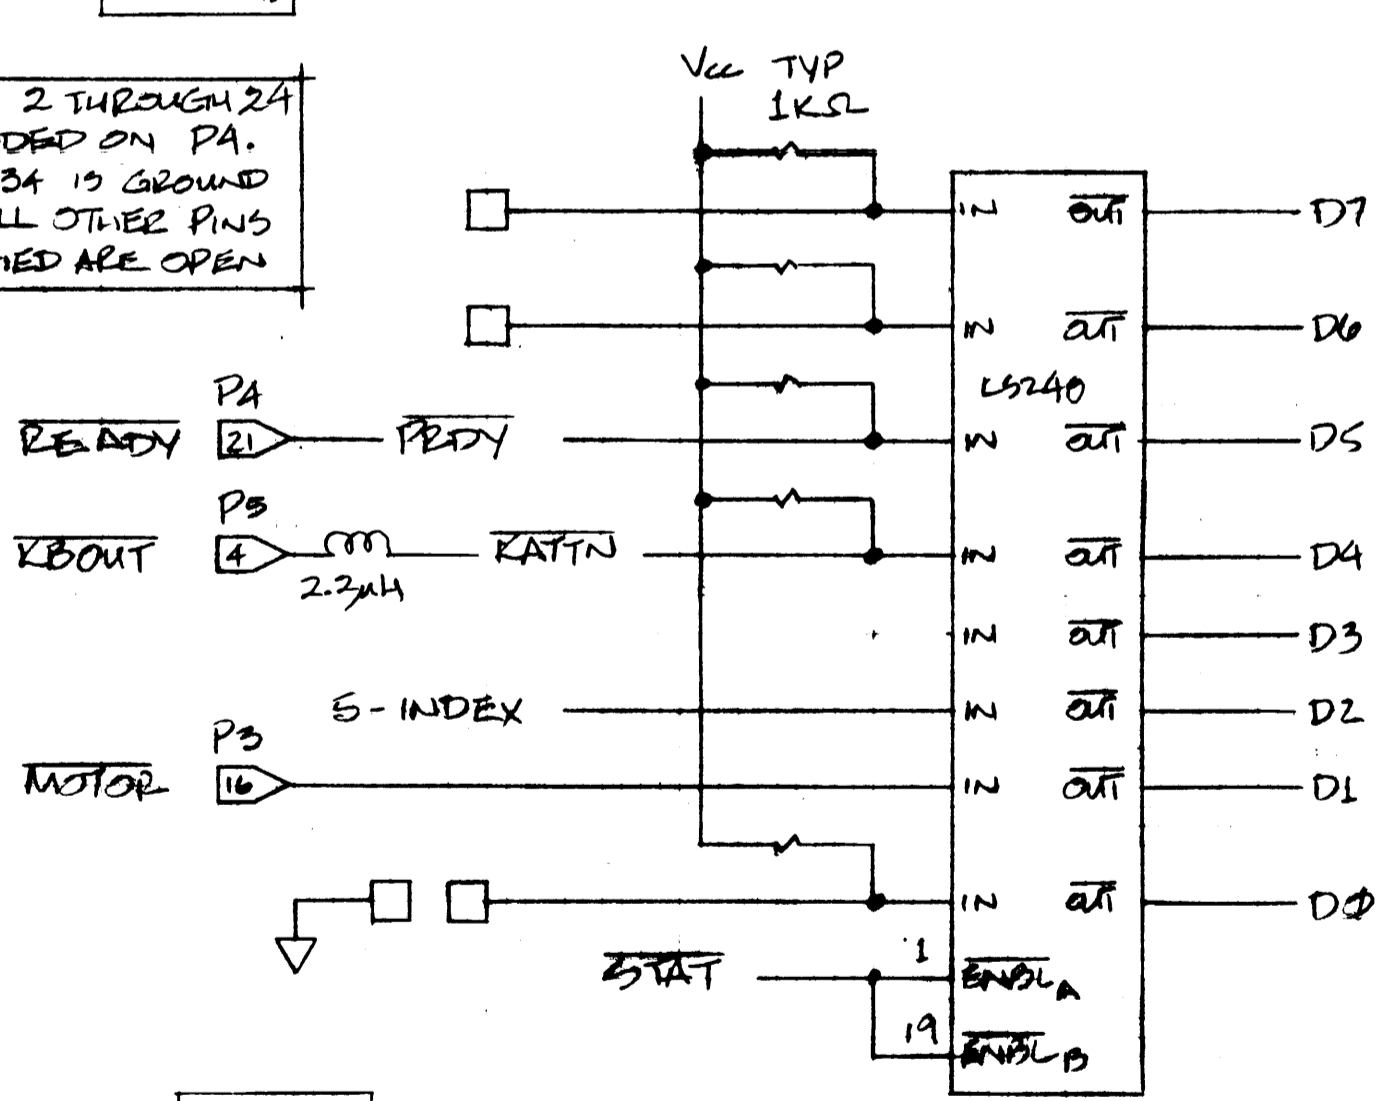 2 THROUGH 24
DED ON P4.
34 IS GROUND
LL OTHER PINS
IED ARE OPEN
Vcc TYP
1KΩ
IN OUT D7
IN OUT D6
LS240
READY P4 21 PRDY IN OUT D5
KBOUT P5 4 2.2µH KATTN IN OUT D4
IN OUT D3
5-INDEX IN OUT D2
MOTOR P3 16 IN OUT D1
IN OUT DØ
STAT 1 ENBL A
19 ENBL B